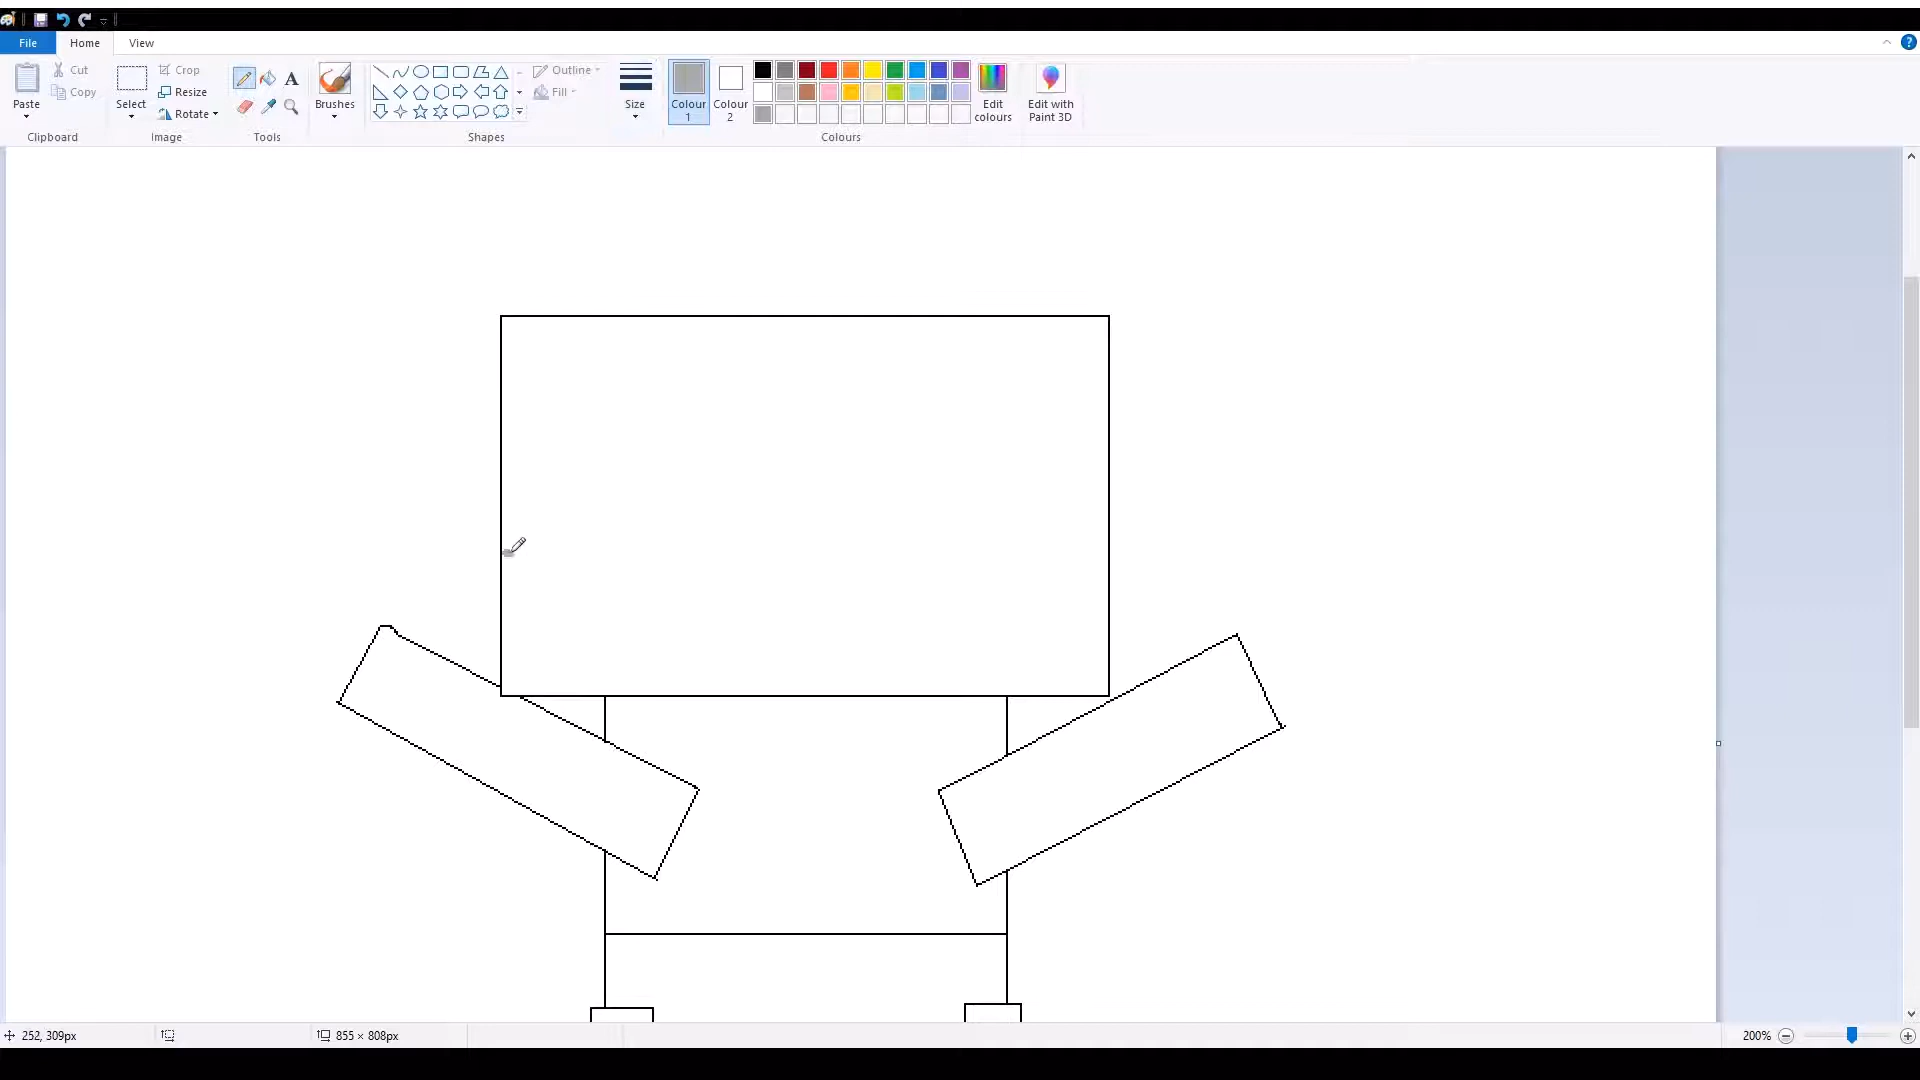 File Home View
Paste Cut Copy Clipboard
Select Crop Resize Rotate Image
A Tools
Brushes
Outline Fill Shapes
Size
Colour 1 Colour 2
Edit colours Colours
Edit with Paint 3D
?
252, 309px 855 × 808px 200%